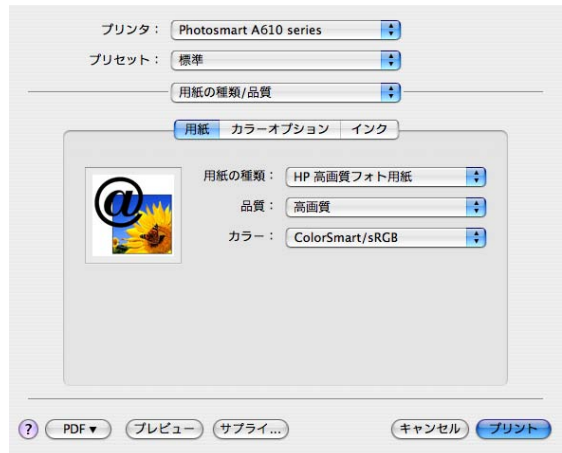 プリンタ： Photosmart A610 series
プリセット： 標準
用紙の種類/品質
用紙 カラーオプション インク
用紙の種類： HP 高画質フォト用紙
品質： 高画質
カラー： ColorSmart/sRGB
@
? PDF▼ プレビュー サプライ... キャンセル プリント